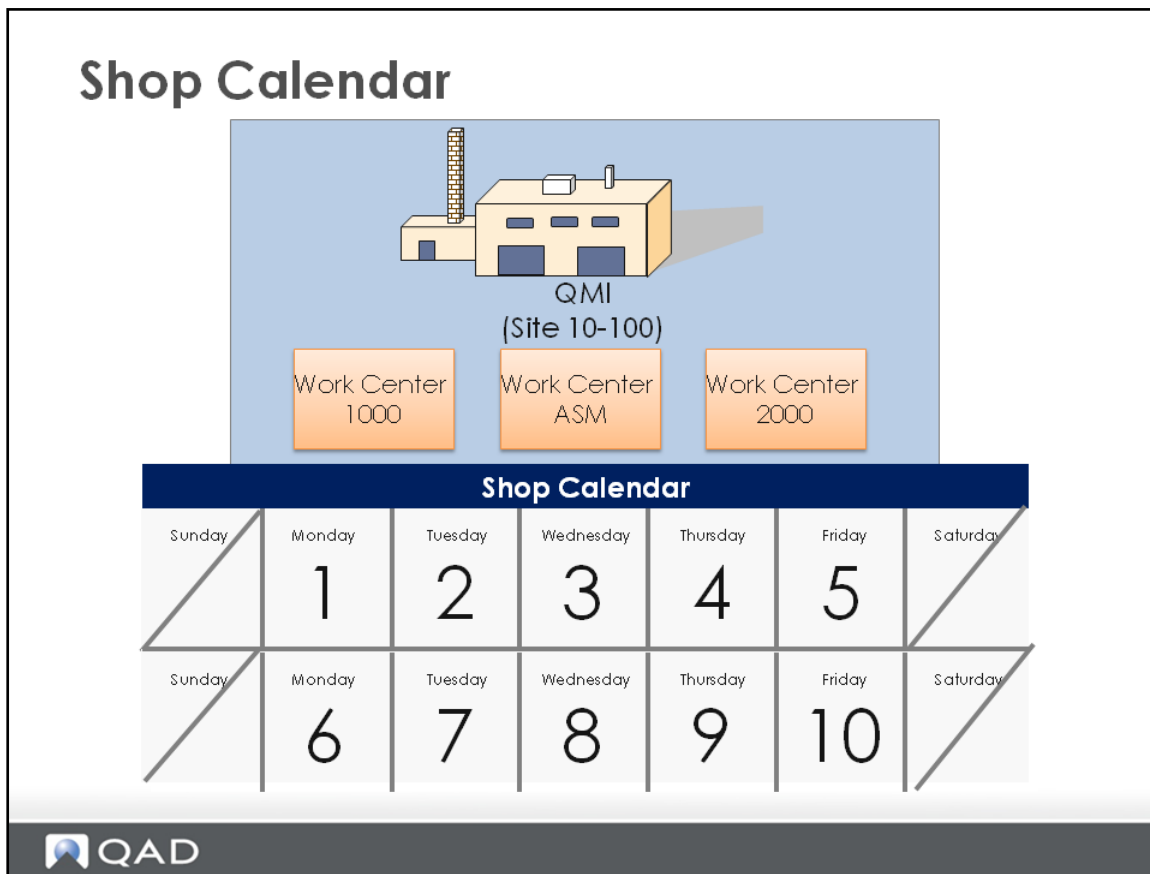 Shop Calendar
QMI
(Site 10-100)
Work Center
1000
Work Center
ASM
Work Center
2000
Shop Calendar
Sunday Monday Tuesday Wednesday Thursday Friday Saturday
1 2 3 4 5
Sunday Monday Tuesday Wednesday Thursday Friday Saturday
6 7 8 9 10
QAD